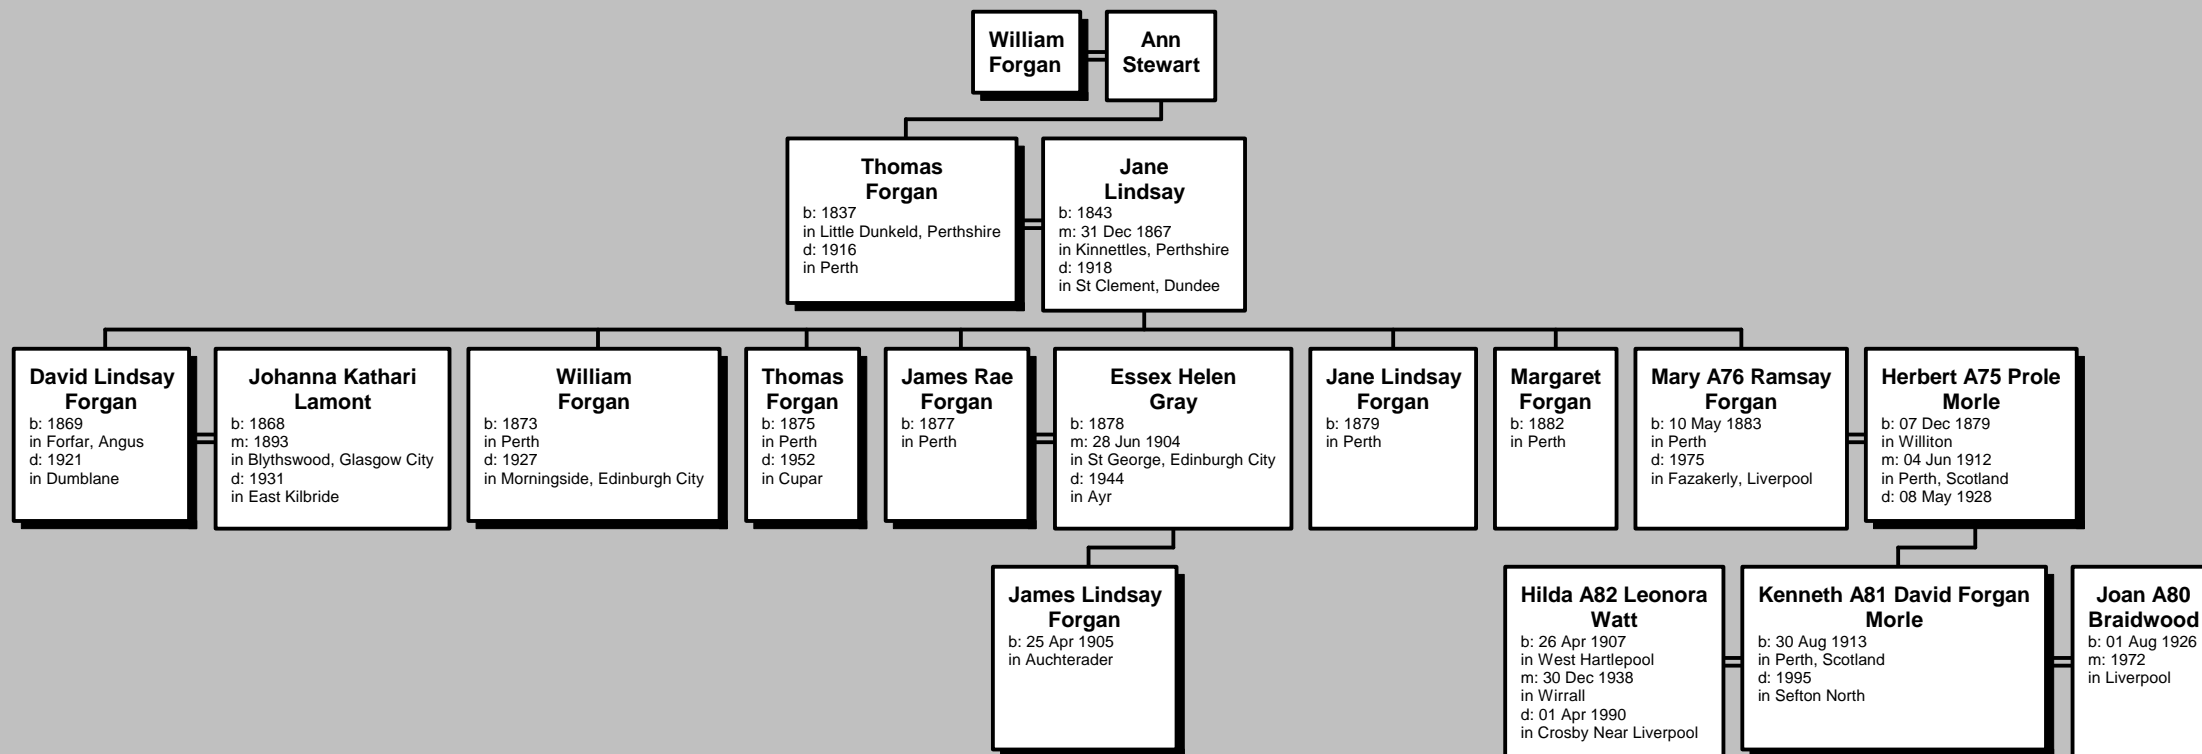 William
Forgan
Ann
Stewart
Thomas
Forgan
b: 1837
in Little Dunkeld, Perthshire
d: 1916
in Perth
Jane
Lindsay
b: 1843
m: 31 Dec 1867
in Kinnettles, Perthshire
d: 1918
in St Clement, Dundee
David Lindsay
Forgan
b: 1869
in Forfar, Angus
d: 1921
in Dumblane
Johanna Kathari
Lamont
b: 1868
m: 1893
in Blythswood, Glasgow City
d: 1931
in East Kilbride
William
Forgan
b: 1873
in Perth
d: 1927
in Morningside, Edinburgh City
Thomas
Forgan
b: 1875
in Perth
d: 1952
in Cupar
James Rae
Forgan
b: 1877
in Perth
Essex Helen
Gray
b: 1878
m: 28 Jun 1904
in St George, Edinburgh City
d: 1944
in Ayr
Jane Lindsay
Forgan
b: 1879
in Perth
Margaret
Forgan
b: 1882
in Perth
Mary A76 Ramsay
Forgan
b: 10 May 1883
in Perth
d: 1975
in Fazakerly, Liverpool
Herbert A75 Prole
Morle
b: 07 Dec 1879
in Williton
m: 04 Jun 1912
in Perth, Scotland
d: 08 May 1928
James Lindsay
Forgan
b: 25 Apr 1905
in Auchterader
Hilda A82 Leonora
Watt
b: 26 Apr 1907
in West Hartlepool
m: 30 Dec 1938
in Wirrall
d: 01 Apr 1990
in Crosby Near Liverpool
Kenneth A81 David Forgan
Morle
b: 30 Aug 1913
in Perth, Scotland
d: 1995
in Sefton North
Joan A80
Braidwood
b: 01 Aug 1926
m: 1972
in Liverpool